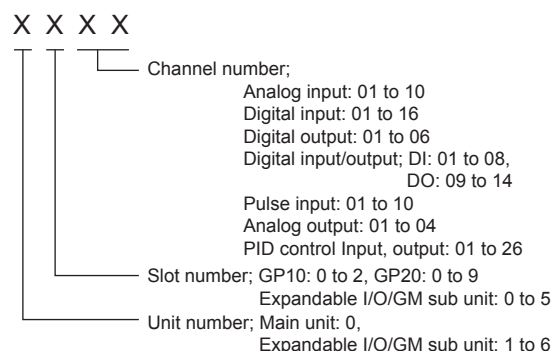 X X X X
Channel number;
Analog input: 01 to 10
Digital input: 01 to 16
Digital output: 01 to 06
Digital input/output; DI: 01 to 08,
DO: 09 to 14
Pulse input: 01 to 10
Analog output: 01 to 04
PID control Input, output: 01 to 26
Slot number; GP10: 0 to 2, GP20: 0 to 9
Expandable I/O/GM sub unit: 0 to 5
Unit number; Main unit: 0,
Expandable I/O/GM sub unit: 1 to 6